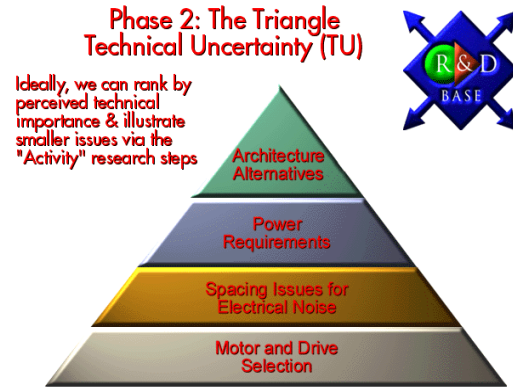 Phase 2: The Triangle
Technical Uncertainty (TU)
R & D
BASE
Ideally, we can rank by
perceived technical
importance & illustrate
smaller issues via the
"Activity" research steps
Architecture
Alternatives
Power
Requirements
Spacing Issues for
Electrical Noise
Motor and Drive
Selection